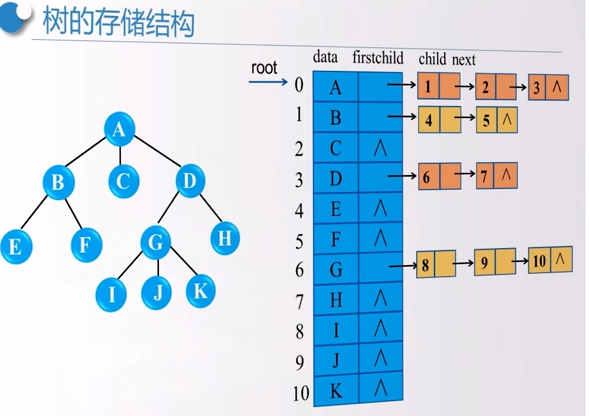 树的存储结构
data firstchild child next
root
0 A 1 2 3 ∧
1 B 4 5 ∧
2 C ∧
3 D 6 7 ∧
4 E ∧
5 F ∧
6 G 8 9 10 ∧
7 H ∧
8 I ∧
9 J ∧
10 K ∧
A
B C D
E F G H
I J K